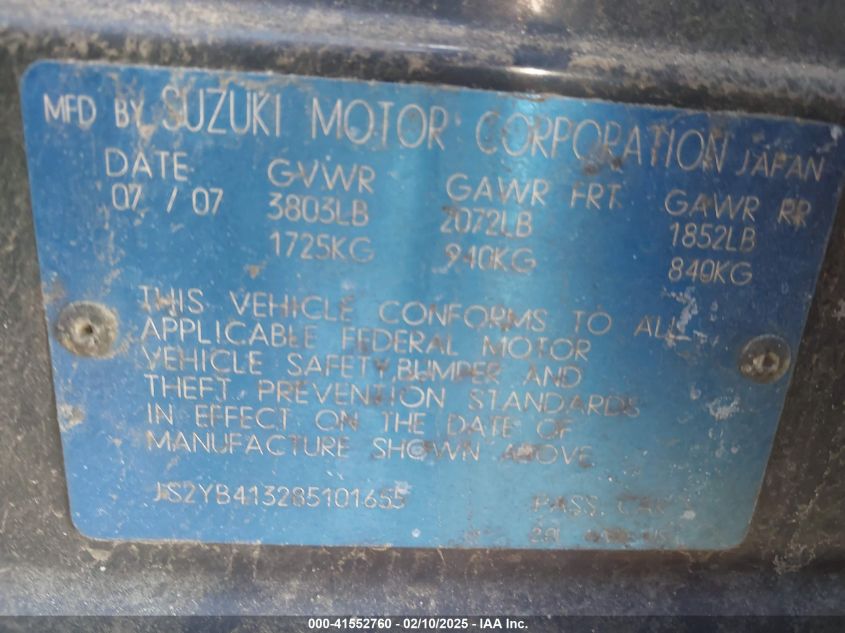 MFD BY SUZUKI MOTOR CORPORATION JAPAN
DATE GVWR GAWR FRT GAWR RR
07 / 07 3803LB 2072LB 1852LB
1725KG 940KG 840KG
THIS VEHICLE CONFORMS TO ALL
APPLICABLE FEDERAL MOTOR
VEHICLE SAFETY,BUMPER AND
THEFT PREVENTION STANDARDS
IN EFFECT ON THE DATE OF
MANUFACTURE SHOWN ABOVE
JS2YB413285101655 PASS. CAR
000-41552760 — 02/10/2025 — IAA Inc.